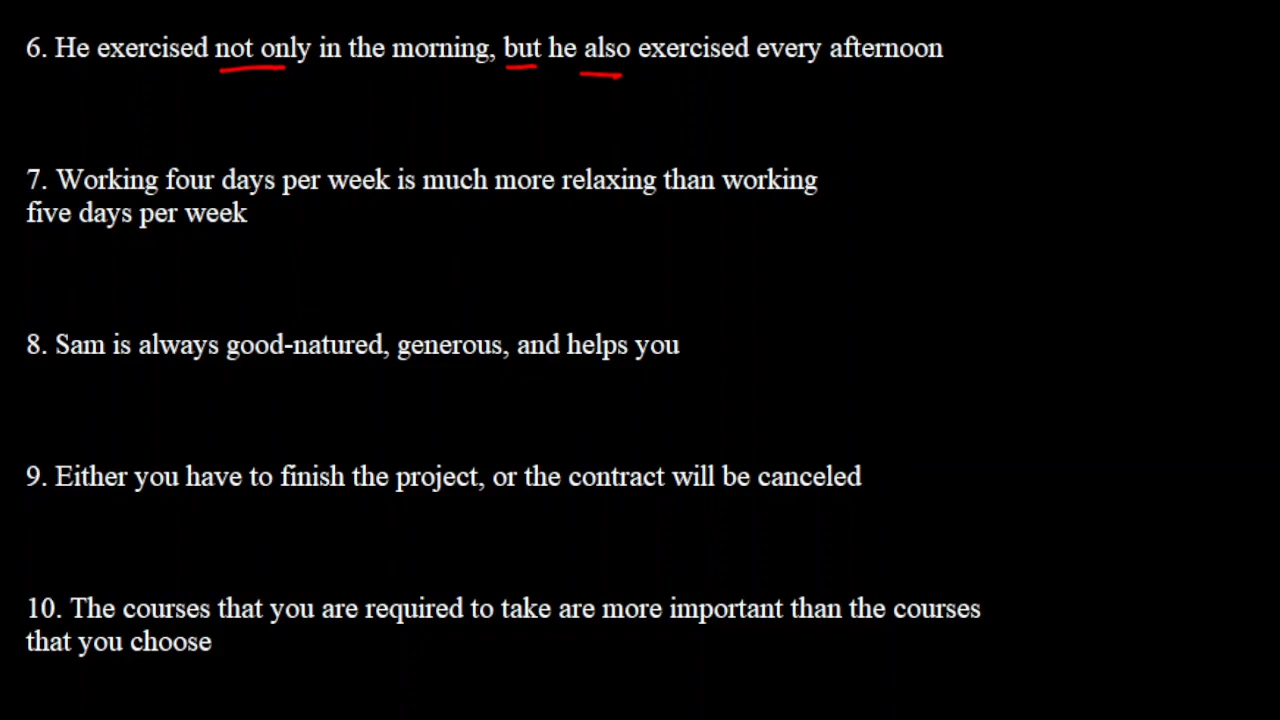 6. He exercised not only in the morning, but he also exercised every afternoon
7. Working four days per week is much more relaxing than working
five days per week
8. Sam is always good-natured, generous, and helps you
9. Either you have to finish the project, or the contract will be canceled
10. The courses that you are required to take are more important than the courses
that you choose